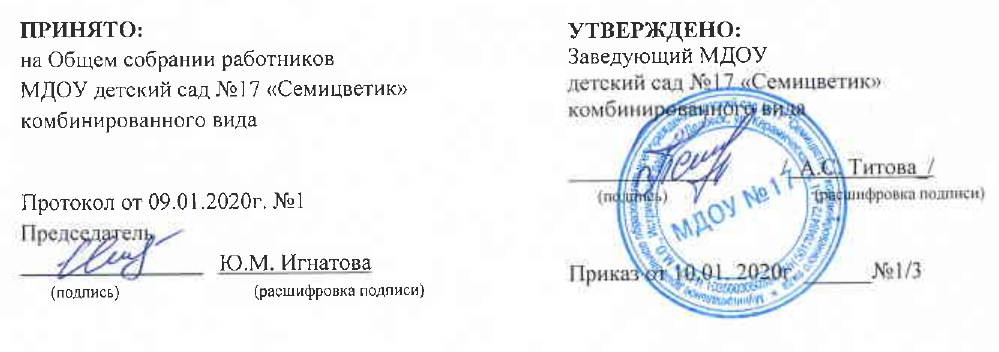 ПРИНЯТО:
на Общем собрании работников
МДОУ детский сад №17 «Семицветик»
комбинированного вида
Протокол от 09.01.2020г. №1
Председатель
Ю.М. Игнатова
(подпись) (расшифровка подписи)
УТВЕРЖДЕНО:
Заведующий МДОУ
детский сад №17 «Семицветик»
комбинированного вида
/ А.С. Титова /
(подпись) (расшифровка подписи)
Приказ от 10.01. 2020г. №1/3
МДОУ №17